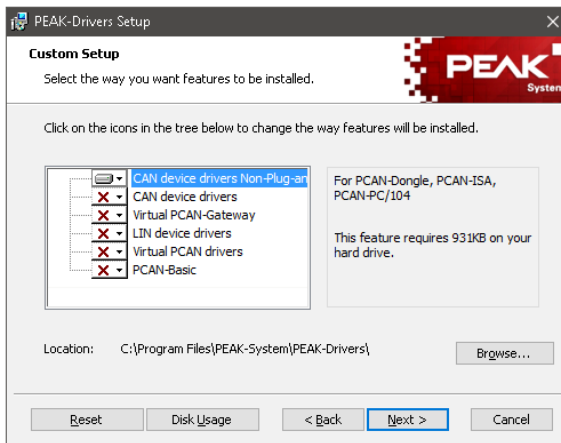 PEAK-Drivers Setup
Custom Setup
Select the way you want features to be installed.
PEAK
System
Click on the icons in the tree below to change the way features will be installed.
CAN device drivers Non-Plug-an
CAN device drivers
Virtual PCAN-Gateway
LIN device drivers
Virtual PCAN drivers
PCAN-Basic
For PCAN-Dongle, PCAN-ISA,
PCAN-PC/104
This feature requires 931KB on your
hard drive.
Location: C:\Program Files\PEAK-System\PEAK-Drivers\
Browse...
Reset Disk Usage < Back Next > Cancel